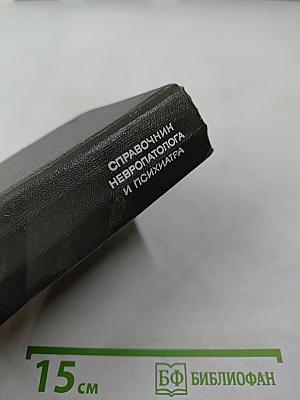 СПРАВОЧНИК
НЕВРОПАТОЛОГА
И ПСИХИАТРА
15 см
БФ БИБЛИОФАН